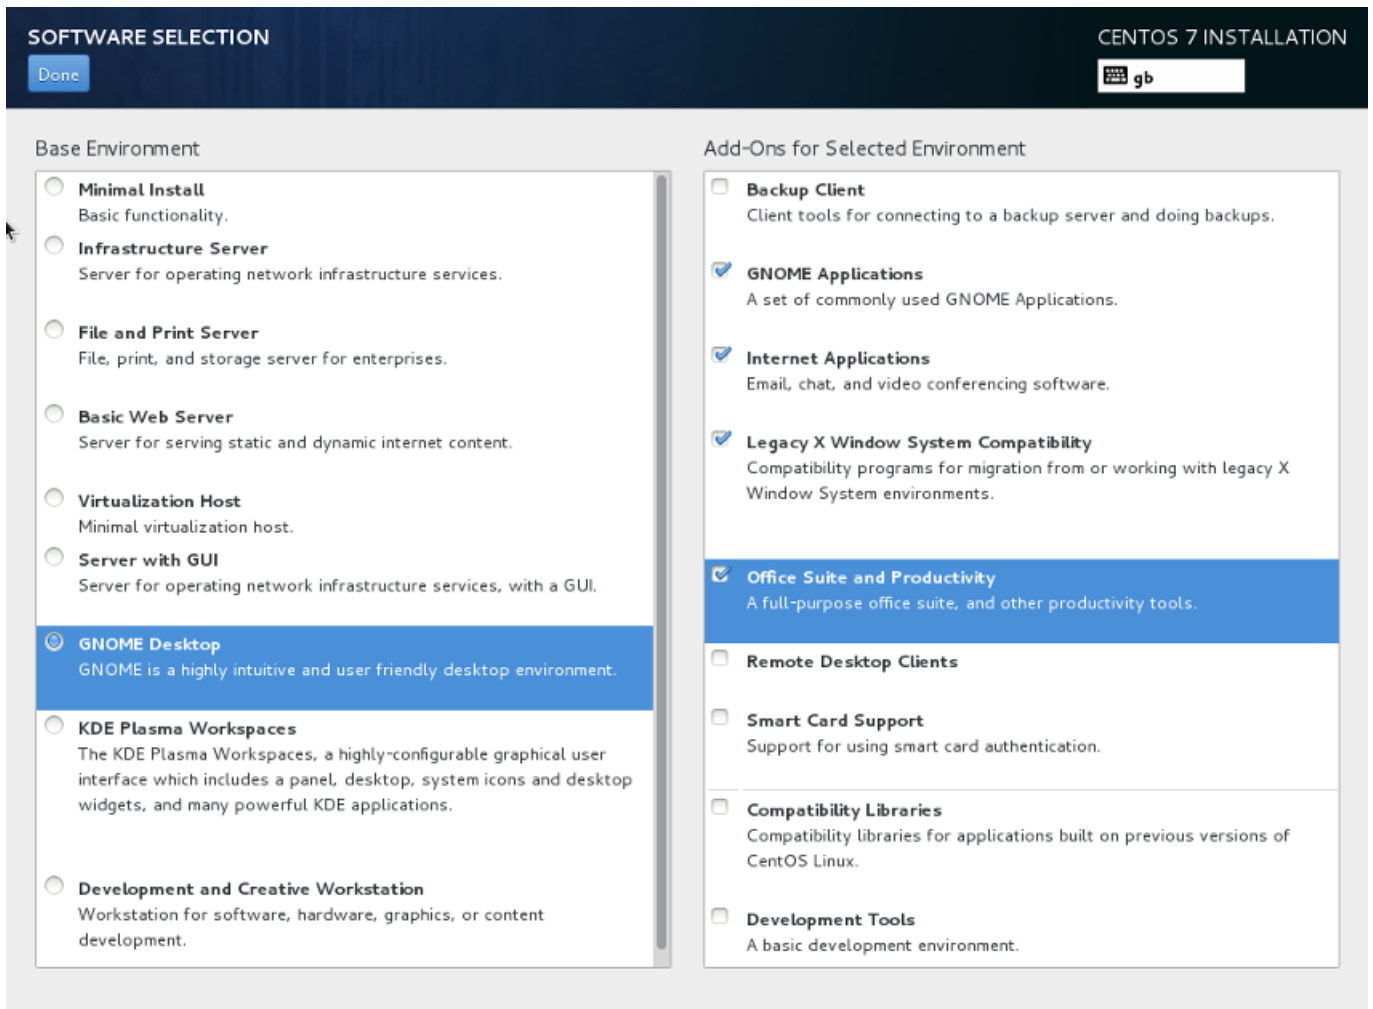 SOFTWARE SELECTION
Done
CENTOS 7 INSTALLATION
gb
Base Environment
Minimal Install
Basic functionality.
Infrastructure Server
Server for operating network infrastructure services.
File and Print Server
File, print, and storage server for enterprises.
Basic Web Server
Server for serving static and dynamic internet content.
Virtualization Host
Minimal virtualization host.
Server with GUI
Server for operating network infrastructure services, with a GUI.
GNOME Desktop
GNOME is a highly intuitive and user friendly desktop environment.
KDE Plasma Workspaces
The KDE Plasma Workspaces, a highly-configurable graphical user
interface which includes a panel, desktop, system icons and desktop
widgets, and many powerful KDE applications.
Development and Creative Workstation
Workstation for software, hardware, graphics, or content
development.
Add-Ons for Selected Environment
Backup Client
Client tools for connecting to a backup server and doing backups.
GNOME Applications
A set of commonly used GNOME Applications.
Internet Applications
Email, chat, and video conferencing software.
Legacy X Window System Compatibility
Compatibility programs for migration from or working with legacy X
Window System environments.
Office Suite and Productivity
A full-purpose office suite, and other productivity tools.
Remote Desktop Clients
Smart Card Support
Support for using smart card authentication.
Compatibility Libraries
Compatibility libraries for applications built on previous versions of
CentOS Linux.
Development Tools
A basic development environment.